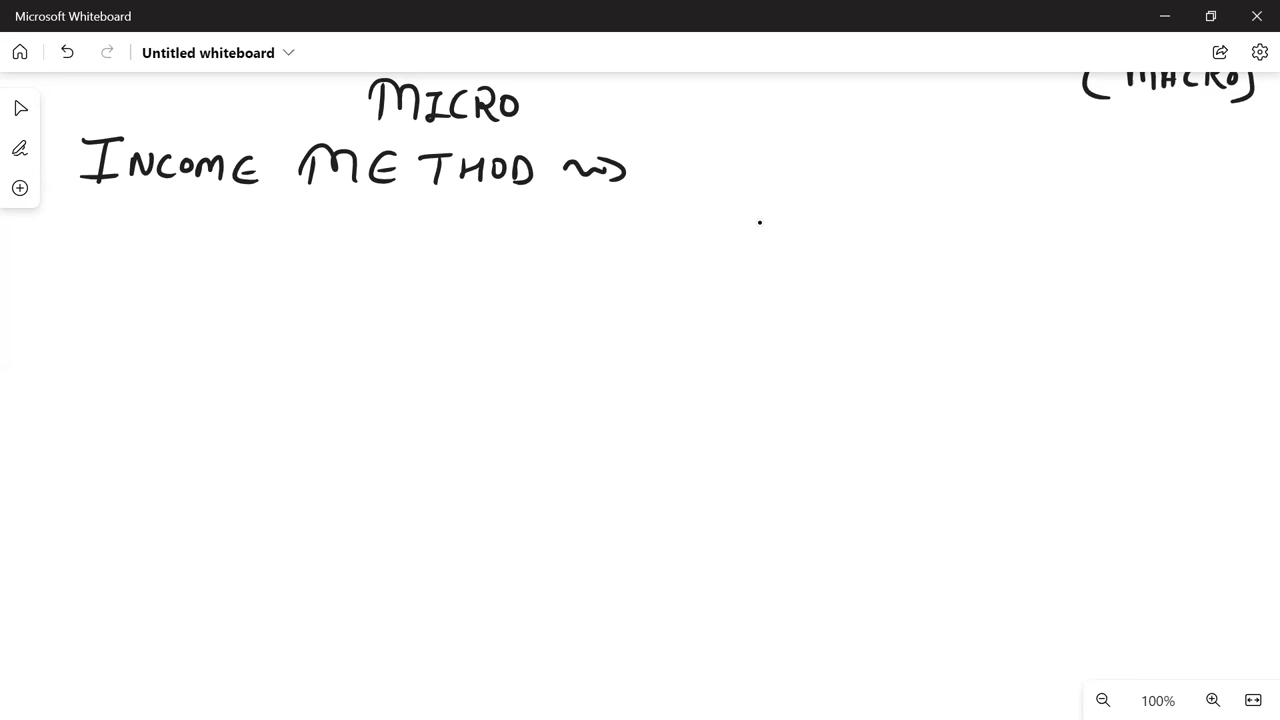 Microsoft Whiteboard
Untitled whiteboard
(MACRO)
MICRO
INCOME METHOD
100%